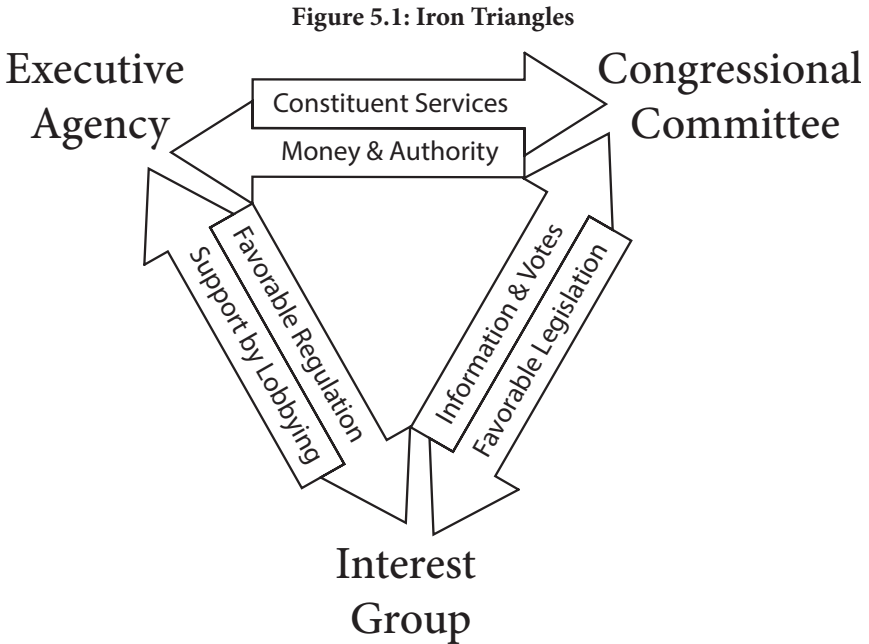 Figure 5.1: Iron Triangles
Executive
Agency
Congressional
Committee
Constituent Services
Money & Authority
Support by Lobbying
Favorable Regulation
Information & Votes
Favorable Legislation
Interest
Group